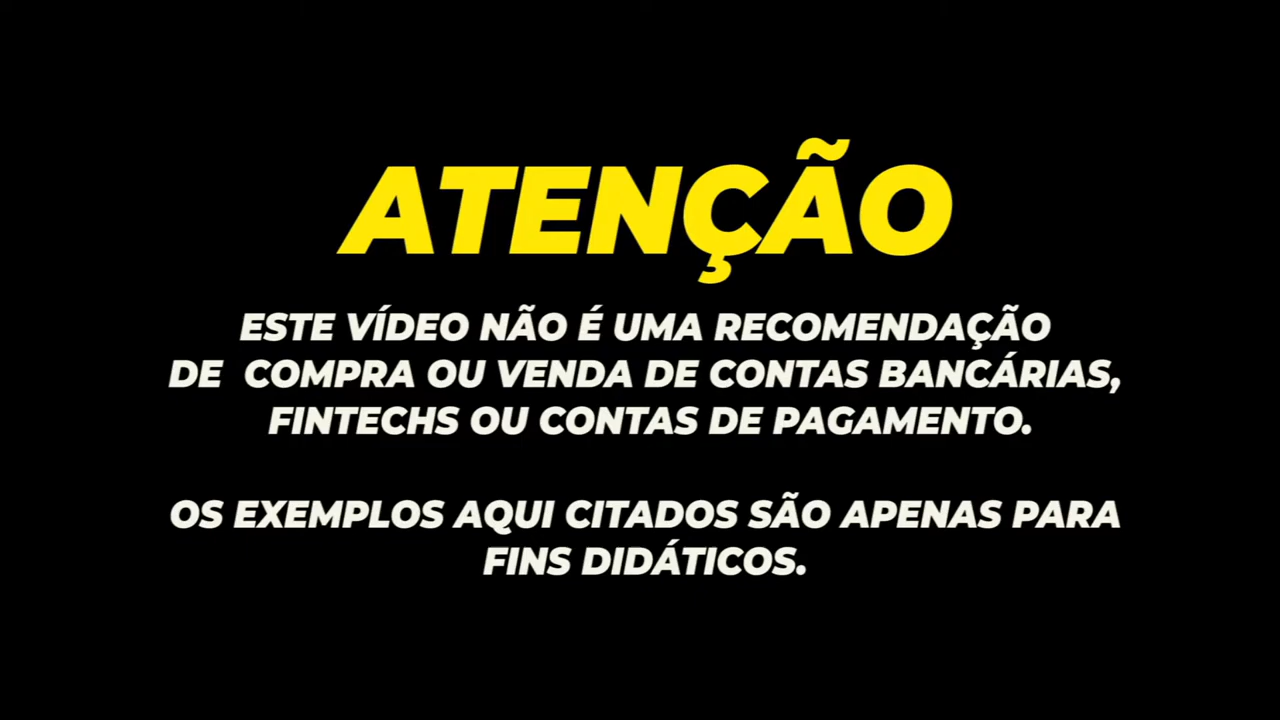 ATENÇÃO
ESTE VÍDEO NÃO É UMA RECOMENDAÇÃO
DE COMPRA OU VENDA DE CONTAS BANCÁRIAS,
FINTECHS OU CONTAS DE PAGAMENTO.
OS EXEMPLOS AQUI CITADOS SÃO APENAS PARA
FINS DIDÁTICOS.